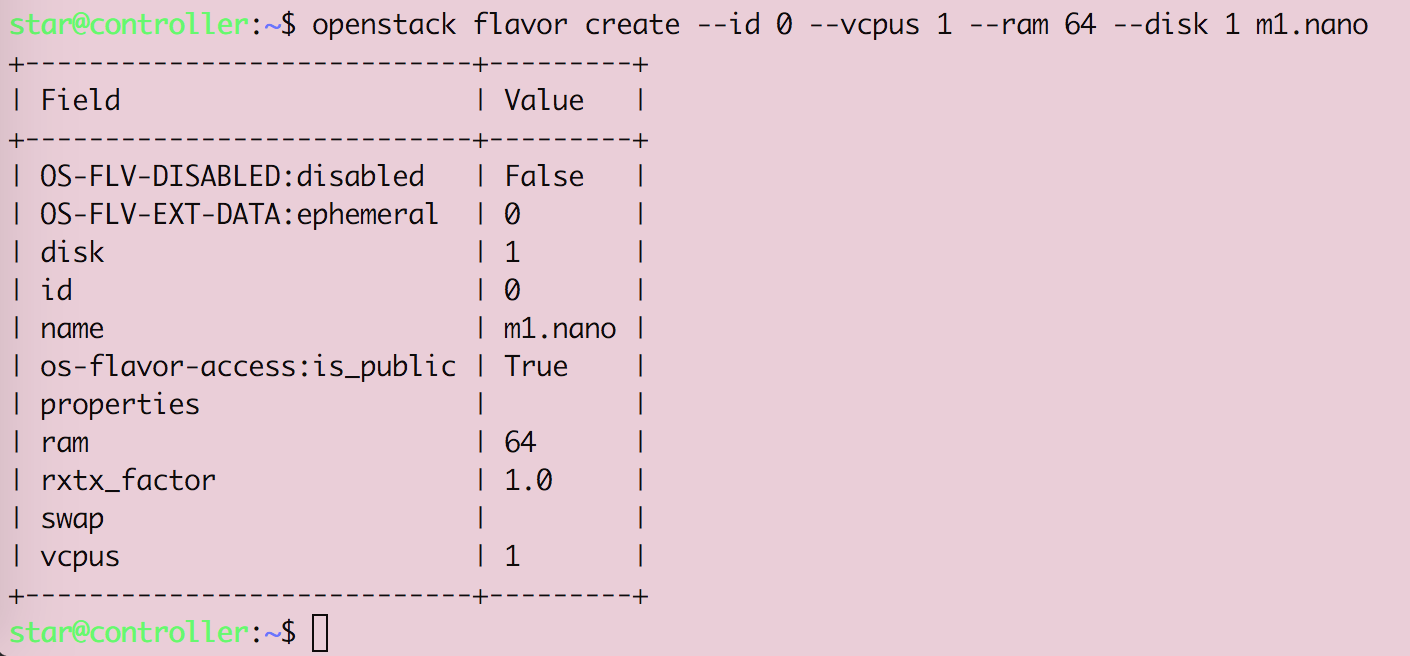 star@controller:~$ openstack flavor create --id 0 --vcpus 1 --ram 64 --disk 1 m1.nano
+----------------------------+---------+
| Field                      | Value   |
+----------------------------+---------+
| OS-FLV-DISABLED:disabled   | False   |
| OS-FLV-EXT-DATA:ephemeral  | 0       |
| disk                       | 1       |
| id                         | 0       |
| name                       | m1.nano |
| os-flavor-access:is_public | True    |
| properties                 |         |
| ram                        | 64      |
| rxtx_factor                | 1.0     |
| swap                       |         |
| vcpus                      | 1       |
+----------------------------+---------+
star@controller:~$